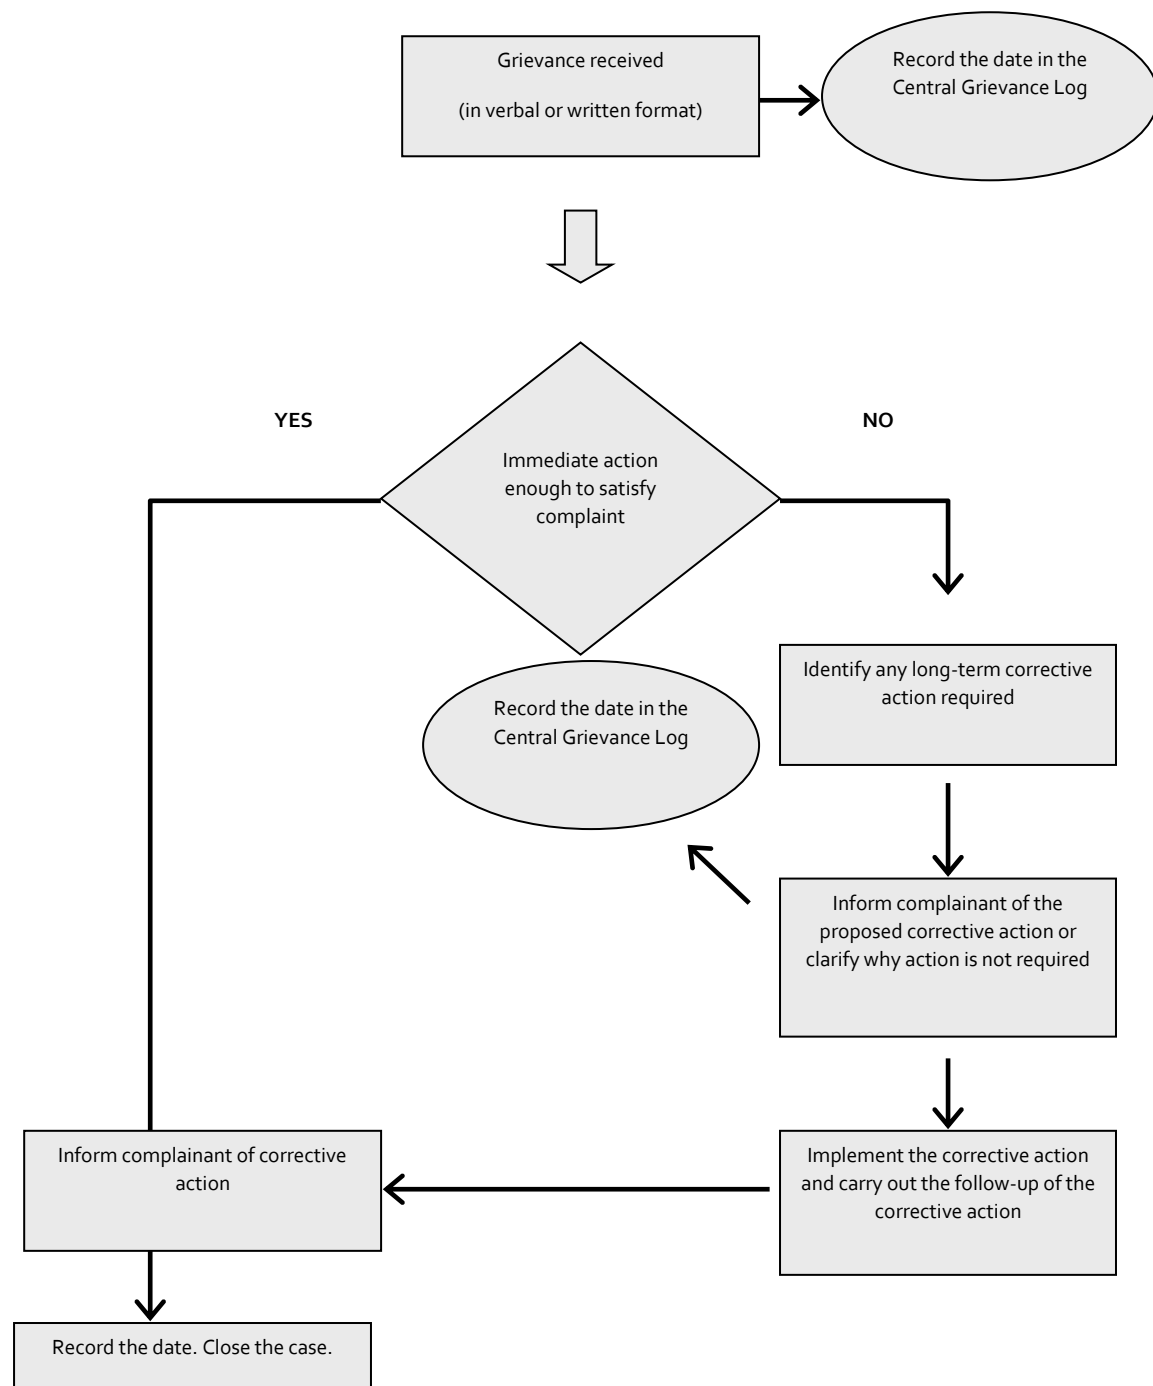 Grievance received
(in verbal or written format)
Record the date in the
Central Grievance Log
YES
NO
Immediate action
enough to satisfy
complaint
Identify any long-term corrective
action required
Record the date in the
Central Grievance Log
Inform complainant of the
proposed corrective action or
clarify why action is not required
Inform complainant of corrective
action
Implement the corrective action
and carry out the follow-up of the
corrective action
Record the date. Close the case.